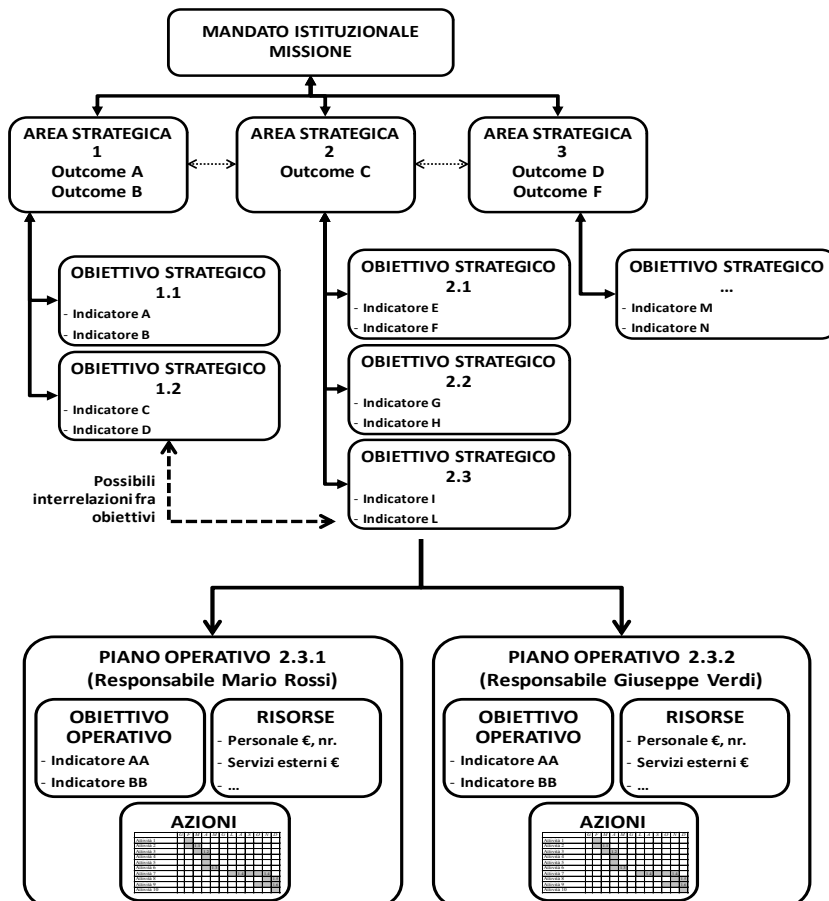 MANDATO ISTITUZIONALE
MISSIONE
AREA STRATEGICA
1
Outcome A
Outcome B
AREA STRATEGICA
2
Outcome C
AREA STRATEGICA
3
Outcome D
Outcome F
OBIETTIVO STRATEGICO
1.1
- Indicatore A
- Indicatore B
OBIETTIVO STRATEGICO
1.2
- Indicatore C
- Indicatore D
OBIETTIVO STRATEGICO
2.1
- Indicatore E
- Indicatore F
OBIETTIVO STRATEGICO
2.2
- Indicatore G
- Indicatore H
OBIETTIVO STRATEGICO
2.3
- Indicatore I
- Indicatore L
OBIETTIVO STRATEGICO
...
- Indicatore M
- Indicatore N
Possibili
interrelazioni fra
obiettivi
PIANO OPERATIVO 2.3.1
(Responsabile Mario Rossi)
OBIETTIVO
OPERATIVO
- Indicatore AA
- Indicatore BB
RISORSE
- Personale €, nr.
- Servizi esterni €
- ...
AZIONI
PIANO OPERATIVO 2.3.2
(Responsabile Giuseppe Verdi)
OBIETTIVO
OPERATIVO
- Indicatore AA
- Indicatore BB
RISORSE
- Personale €, nr.
- Servizi esterni €
- ...
AZIONI